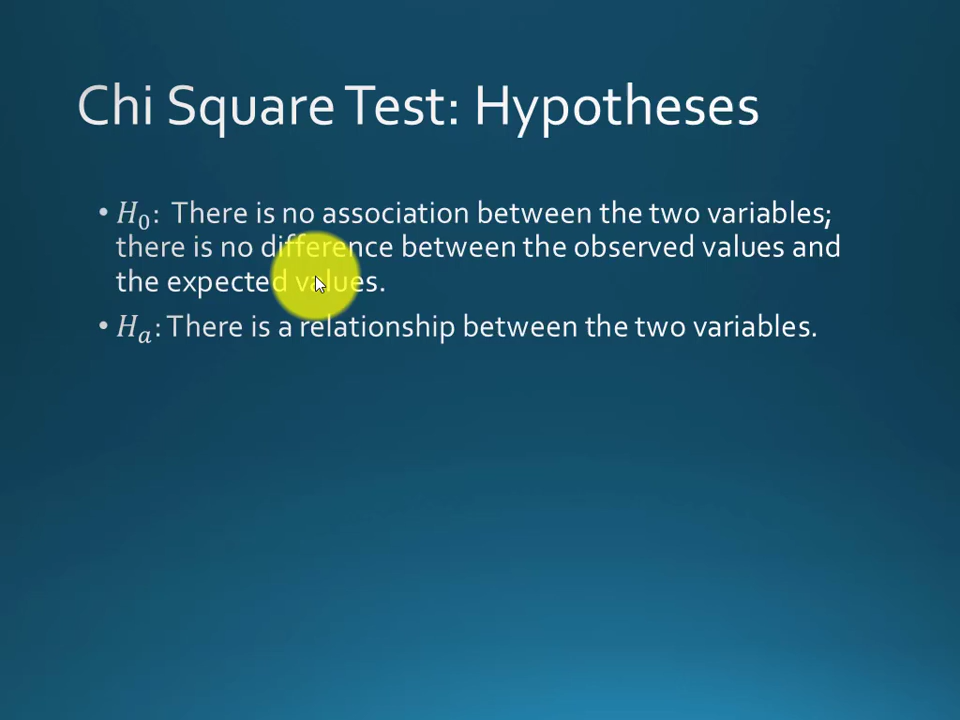 Chi Square Test: Hypotheses
• H₀: There is no association between the two variables;
there is no difference between the observed values and
the expected values.
• Hₐ: There is a relationship between the two variables.